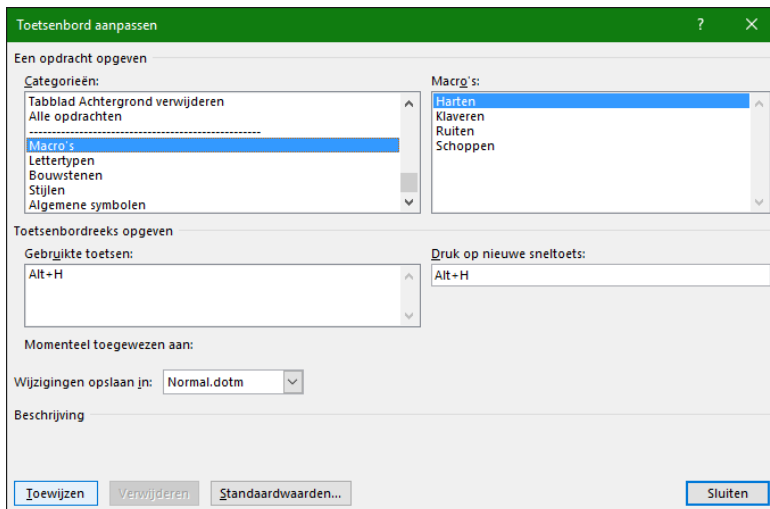 Toetsenbord aanpassen
Een opdracht opgeven
Categorieën:
Tabblad Achtergrond verwijderen
Alle opdrachten
--------------------------------------------------
Macro's
Lettertypen
Bouwstenen
Stijlen
Algemene symbolen
Macro's:
Harten
Klaveren
Ruiten
Schoppen
Toetsenbordreeks opgeven
Gebruikte toetsen:
Alt+H
Druk op nieuwe sneltoets:
Alt+H
Momenteel toegewezen aan:
Wijzigingen opslaan in: Normal.dotm
Beschrijving
Toewijzen Verwijderen Standaardwaarden... Sluiten